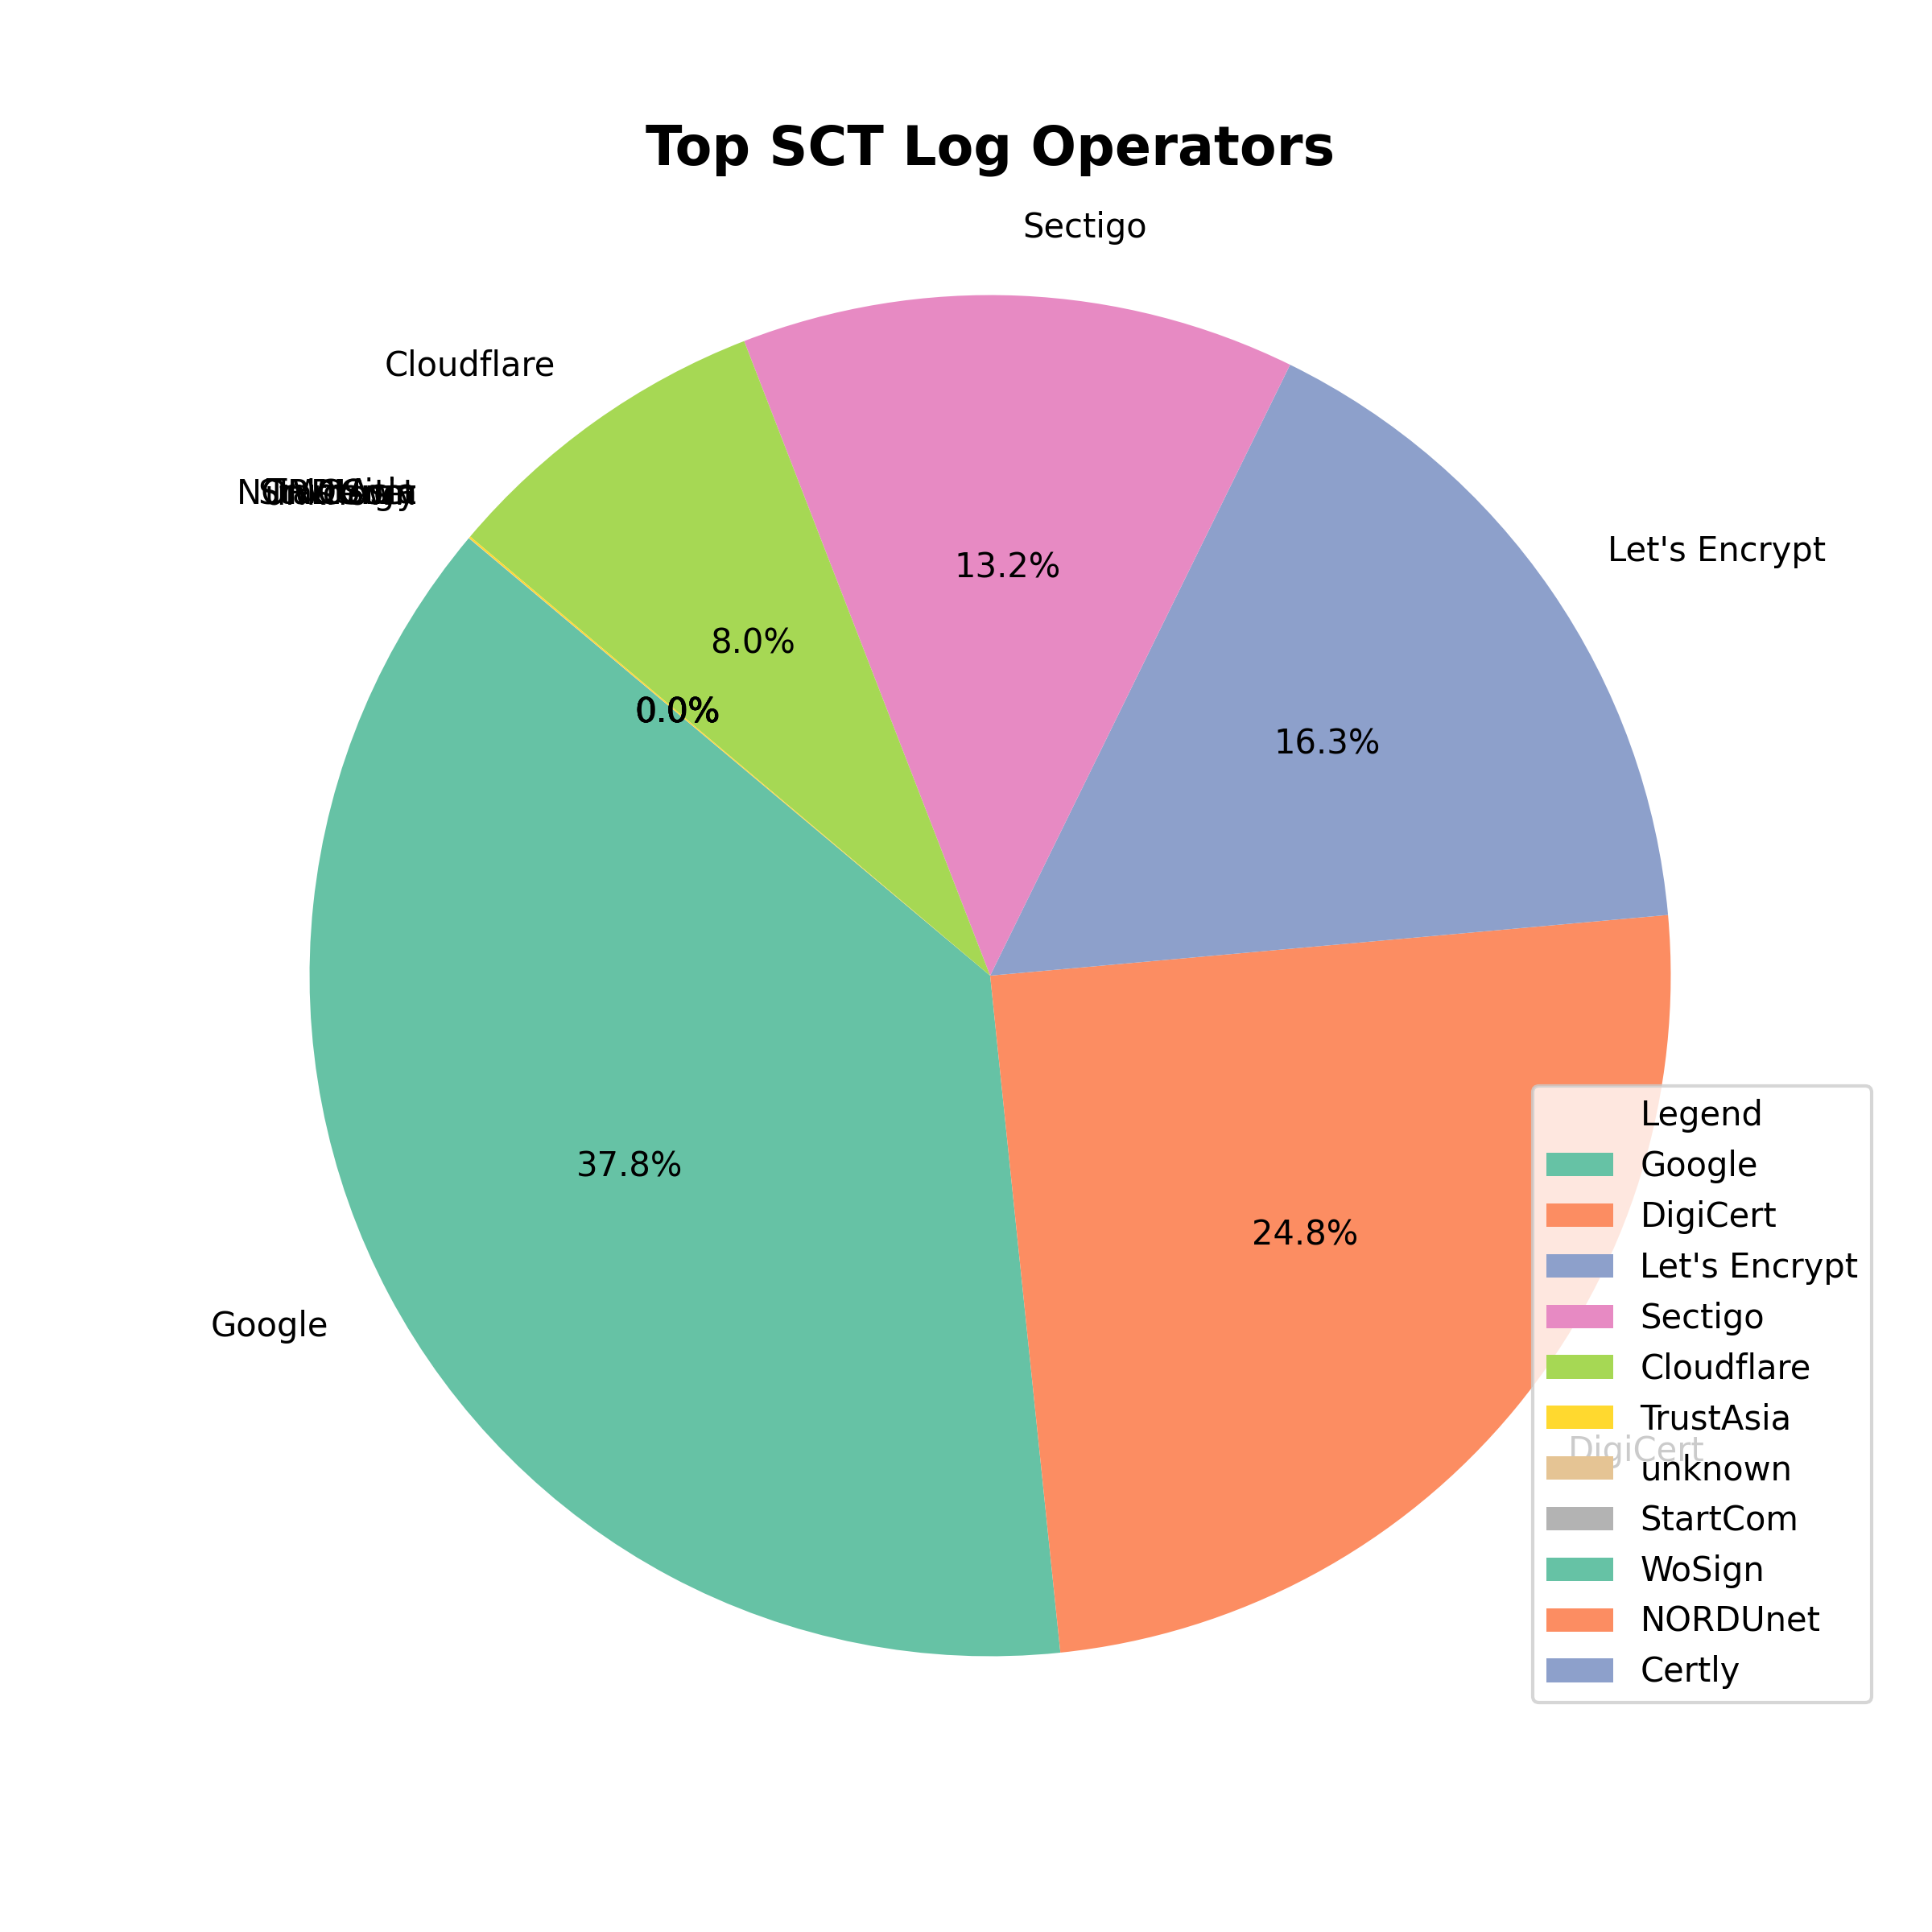 Top SCT Log Operators
Sectigo
Cloudflare
Let's Encrypt
13.2%
8.0%
0.0%
16.3%
37.8%
24.8%
Google
DigiCert
Legend
Google
DigiCert
Let's Encrypt
Sectigo
Cloudflare
TrustAsia
unknown
StartCom
WoSign
NORDUnet
Certly